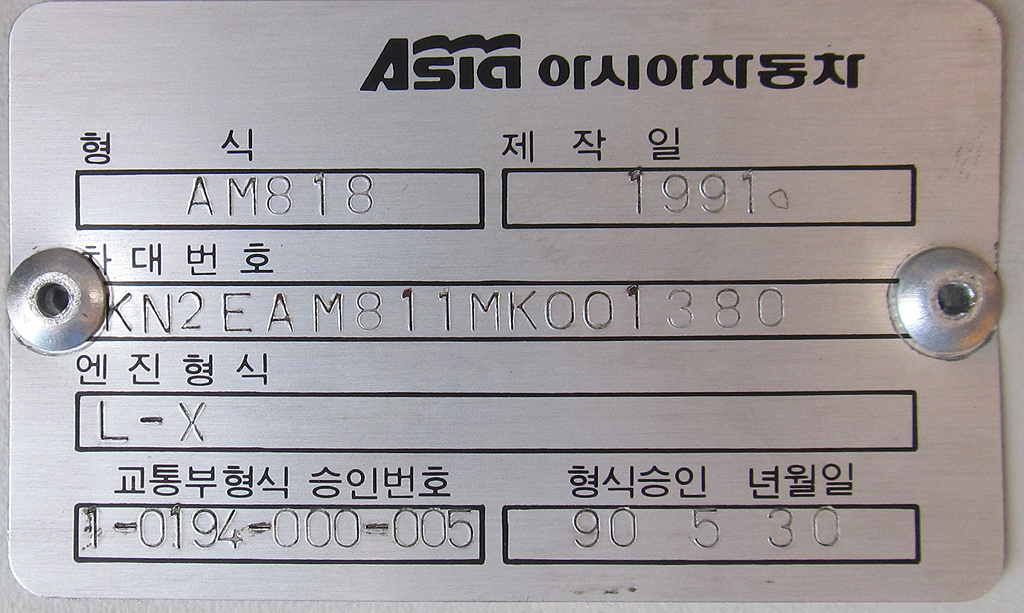 Asia 아시아자동차
형 식 제 작 일
AM818 1991.
차대번호
KN2EAM811MK001380
엔진형식
L-X
교통부형식 승인번호 형식승인 년월일
1-0194-000-005 90 5 30